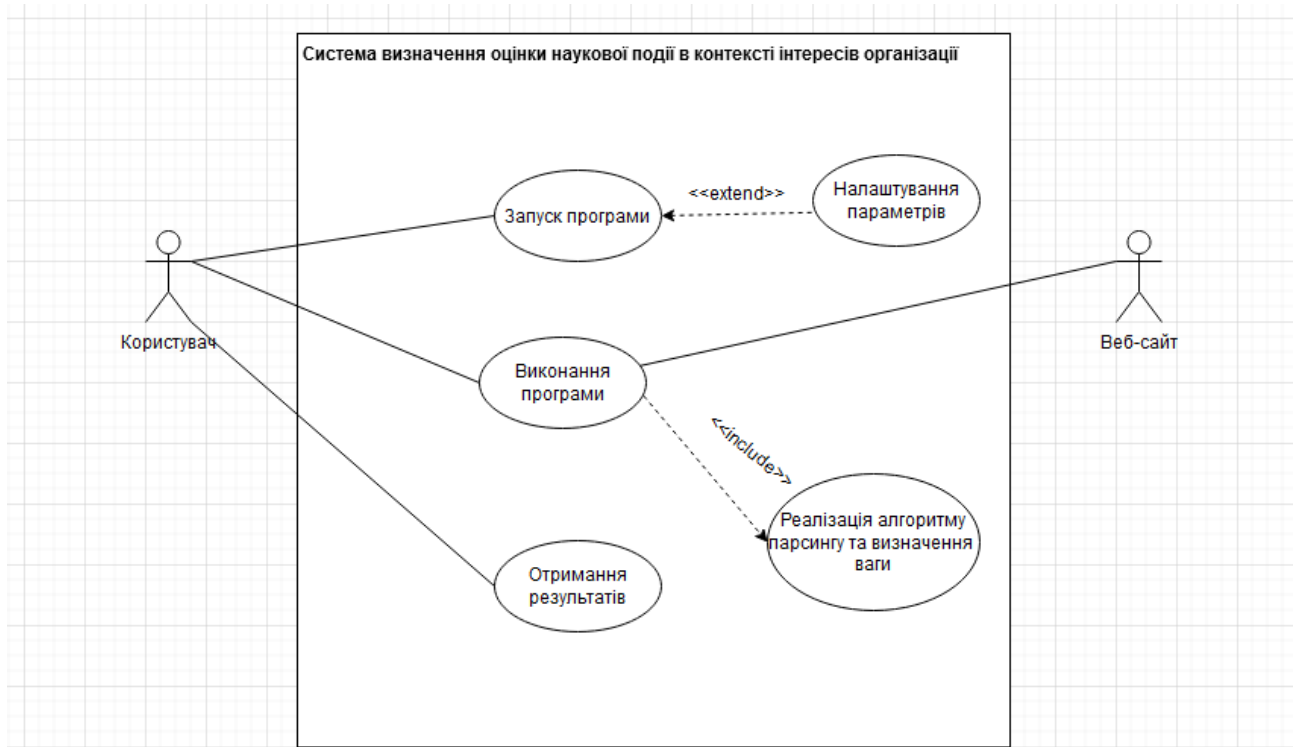 Система визначення оцінки наукової події в контексті інтересів організації
Запуск програми
<<extend>>
Налаштування
параметрів
Користувач
Веб-сайт
Виконання
програми
<<include>>
Реалізація алгоритму
парсингу та визначення
ваги
Отримання
результатів